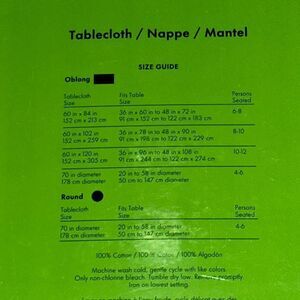 Tablecloth / Nappe / Mantel
SIZE GUIDE
Oblong
Tablecloth Size Fits Table Size Persons Seated
60 in x 84 in 36 in x 60 in to 48 in x 72 in 6-8
152 cm x 213 cm 91 cm x 152 cm to 122 cm x 183 cm
60 in x 102 in 36 in x 78 in to 48 in x 90 in 8-10
152 cm x 259 cm 91 cm x 198 cm to 122 cm x 229 cm
60 in x 120 in 36 in x 96 in to 48 in x 108 in 10-12
152 cm x 305 cm 91 cm x 244 cm to 122 cm x 274 cm
70 in diameter 20 in to 58 in diameter 4-6
178 cm diameter 50 cm to 147 cm diameter
Round
Tablecloth Size Fits Table Size Persons Seated
70 in diameter 20 in to 58 in diameter 4-6
178 cm diameter 50 cm to 147 cm diameter
100% Cotton / 100% Coton / 100% Algodón
Machine wash cold, gentle cycle with like colors.
Only non-chlorine bleach. Tumble dry low. Remove promptly.
Iron on lowest setting.